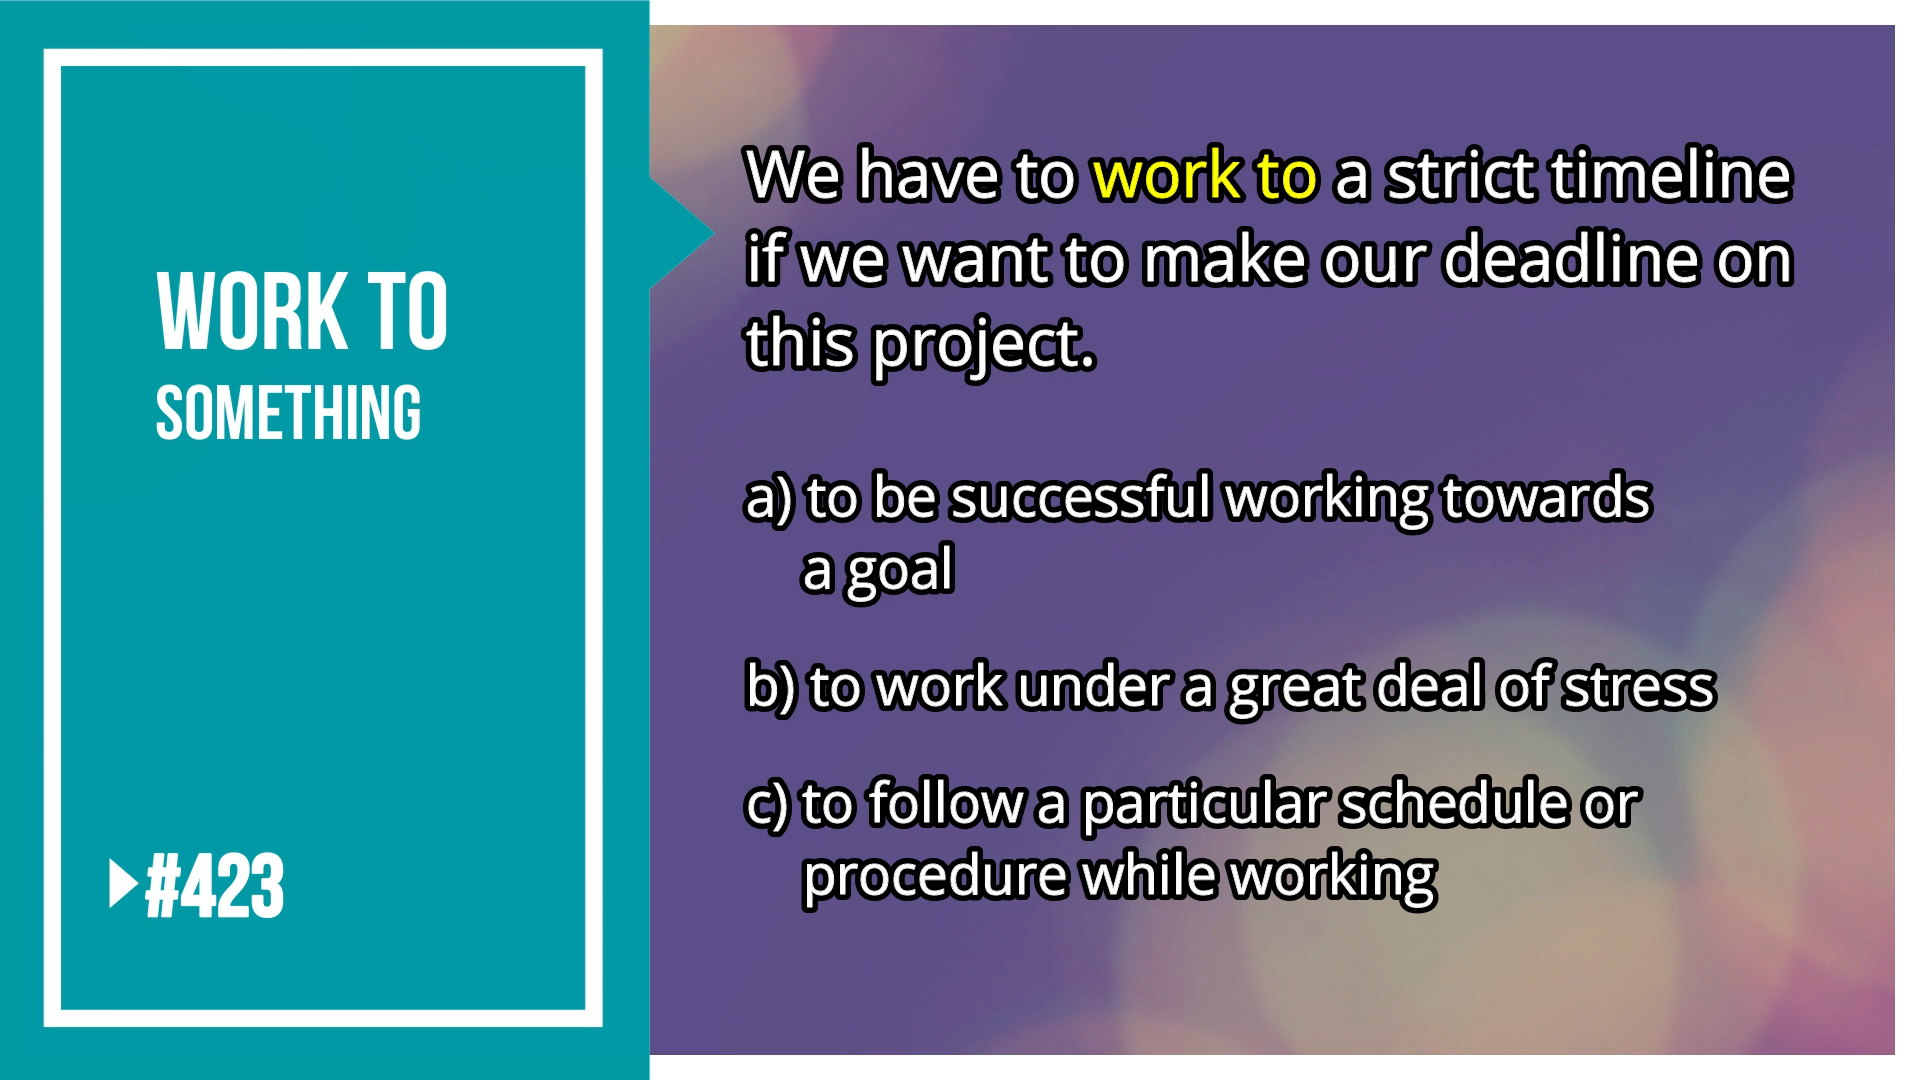 WORK TO
SOMETHING
#423
We have to work to a strict timeline
if we want to make our deadline on
this project.
a) to be successful working towards
a goal
b) to work under a great deal of stress
c) to follow a particular schedule or
procedure while working